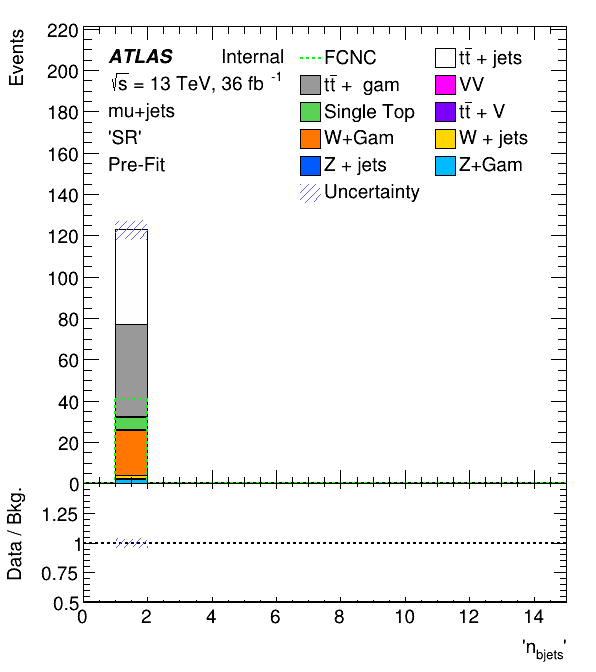 Events
220
200
180
160
140
120
100
80
60
40
20
0
ATLAS Internal
√s = 13 TeV, 36 fb⁻¹
mu+jets
'SR'
Pre-Fit
FCNC
tt̄ + jets
tt̄ + gam
VV
Single Top
tt̄ + V
W+Gam
W + jets
Z + jets
Z+Gam
Uncertainty
Data / Bkg.
1.25
1
0.75
0.5
0 2 4 6 8 10 12 14
'n_bjets'